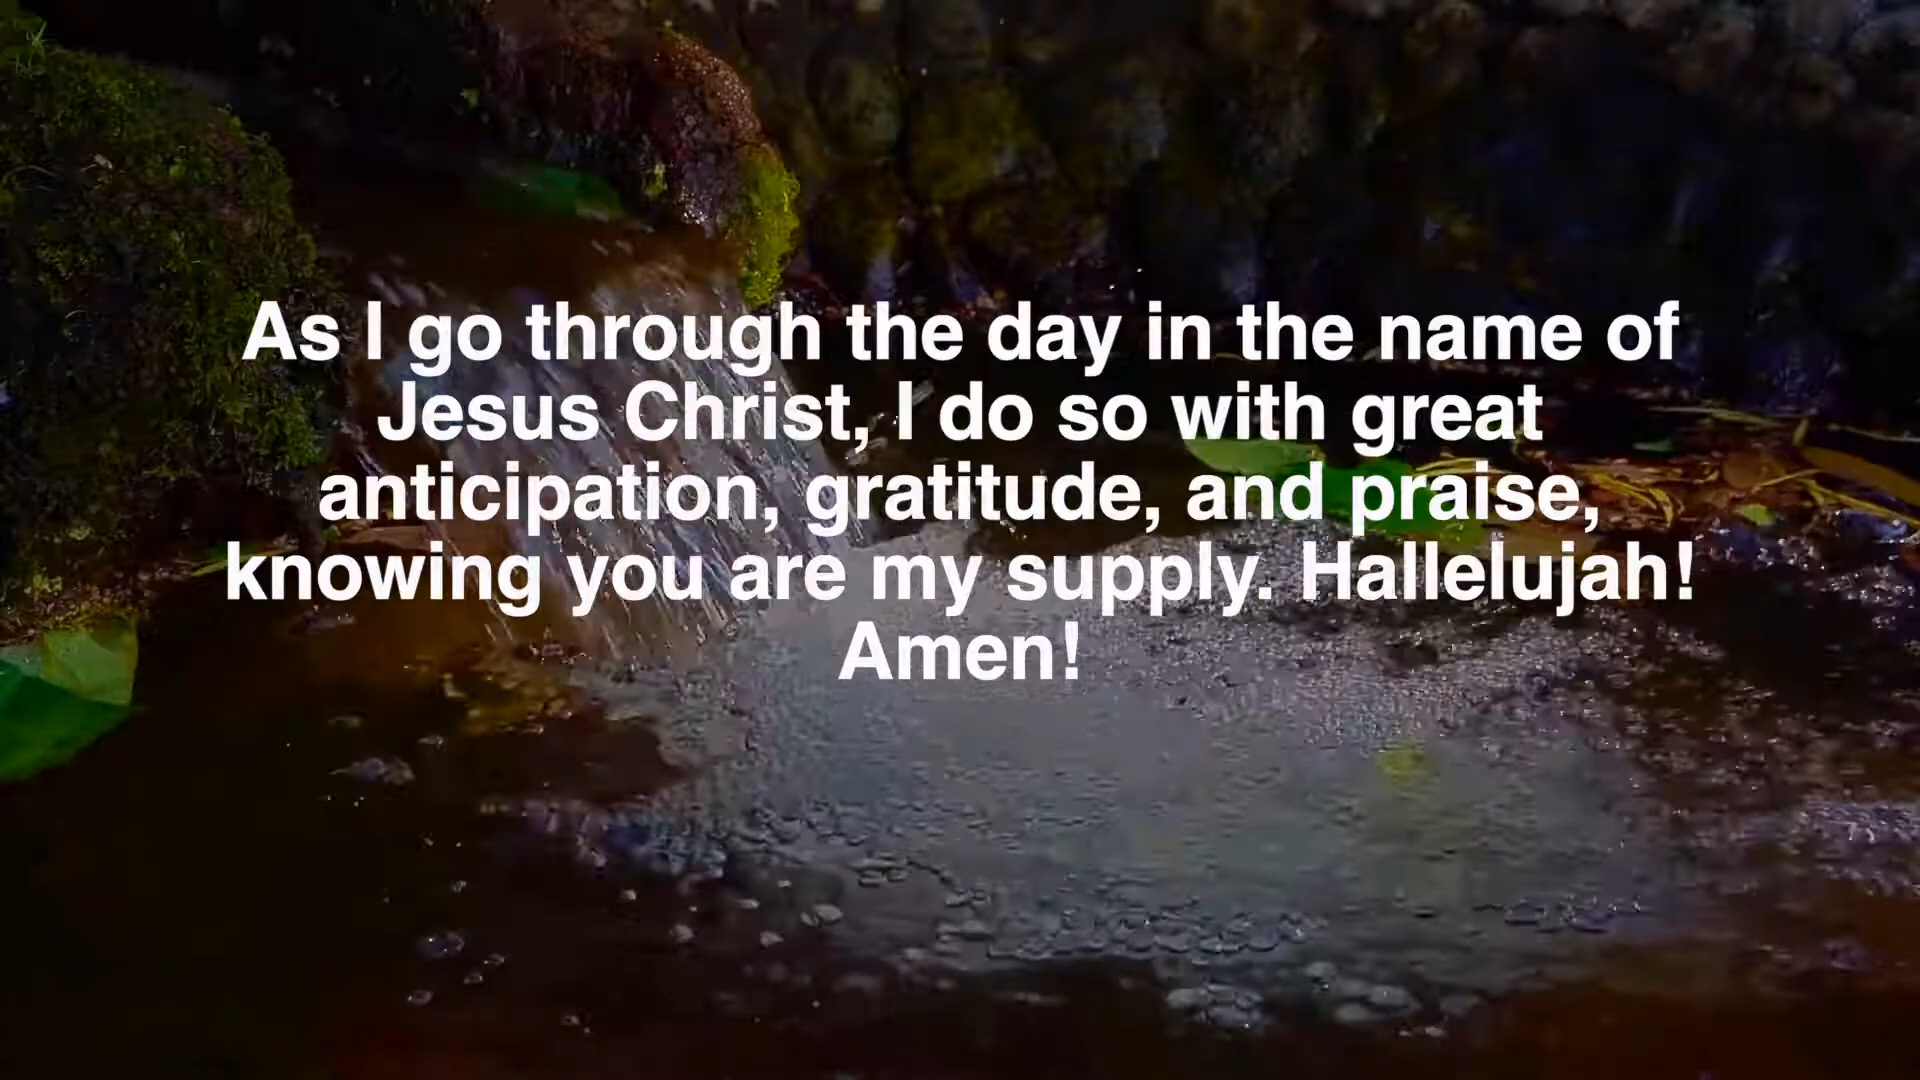 As I go through the day in the name of
Jesus Christ, I do so with great
anticipation, gratitude, and praise,
knowing you are my supply. Hallelujah!
Amen!